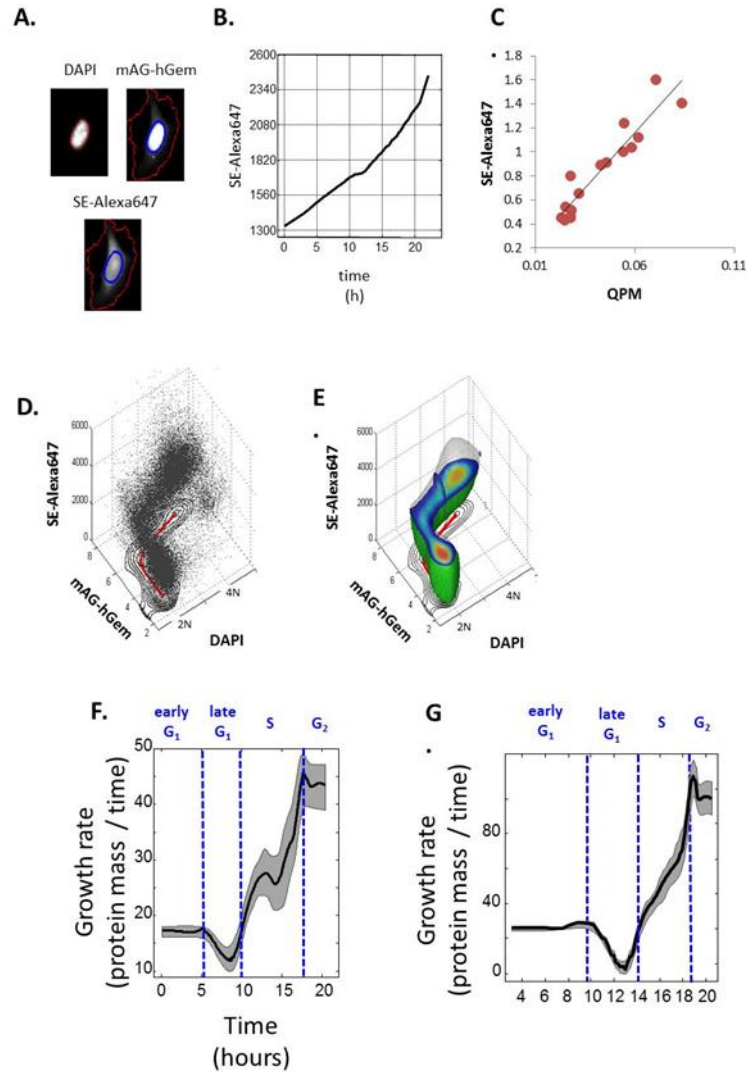 A.
DAPI
mAG-hGem
SE-Alexa647
B.
SE-Alexa647
2600
2340
2080
1820
1560
1300
0 5 10 15 20
time
(h)
C
.
SE-Alexa647
1.8
1.6
1.4
1.2
1
0.8
0.6
0.4
0.2
0.01 0.06 0.11
QPM
D.
SE-Alexa647
6000
4000
2000
0
8
6
4
2
mAG-hGem
2N
4N
DAPI
E
.
SE-Alexa647
6000
4000
2000
0
8
6
4
2
mAG-hGem
2N
4N
DAPI
F.
early G1
late G1
S
G2
Growth rate
(protein mass / time)
50
40
30
20
10
0 5 10 15 20
Time
(hours)
G
.
early G1
late G1
S
G2
Growth rate
(protein mass / time)
80
40
0
4 6 8 10 12 14 16 18 20